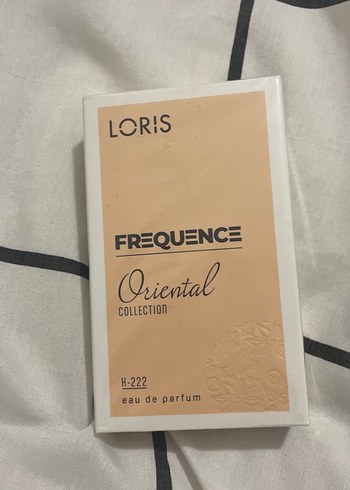 LORIS
FREQUENCE
Oriental
COLLECTION
K-222
eau de parfum